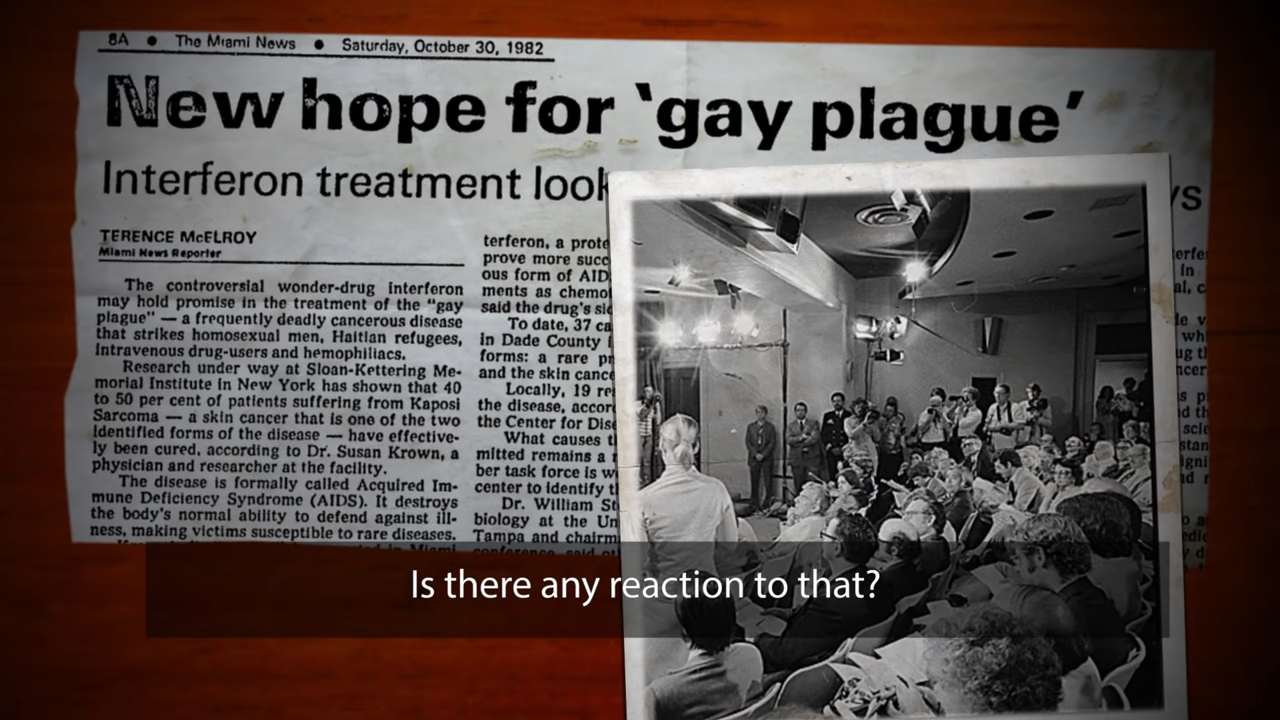 8A • The Miami News • Saturday, October 30, 1982
New hope for 'gay plague'
Interferon treatment
TERENCE McELROY
Miami News Reporter
The controversial wonder-drug interferon
may hold promise in the treatment of the "gay
plague" — a frequently deadly cancerous disease
that strikes homosexual men, Haitian refugees,
intravenous drug-users and hemophiliacs.
Research under way at Sloan-Kettering Me-
morial Institute in New York has shown that 40
to 50 per cent of patients suffering from Kaposi
Sarcoma — a skin cancer that is one of the two
identified forms of the disease — have effective-
ly been cured, according to Dr. Susan Krown, a
physician and researcher at the facility.
The disease is formally called Acquired Im-
mune Deficiency Syndrome (AIDS). It destroys
the body's normal ability to defend against ill-
ness, making victims susceptible to rare diseases.
terferon, a prote
prove more succ
ous form of AID
ments as chemo
said the drug's si
To date, 37 ca
in Dade County
forms: a rare
and the skin cance
Locally, 19 re
the disease, accor
the Center for Dise
What causes t
mitted remains a
ber task force is w
center to identify t
Dr. William St
biology at the Un
Tampa and chairm
Is there any reaction to that?